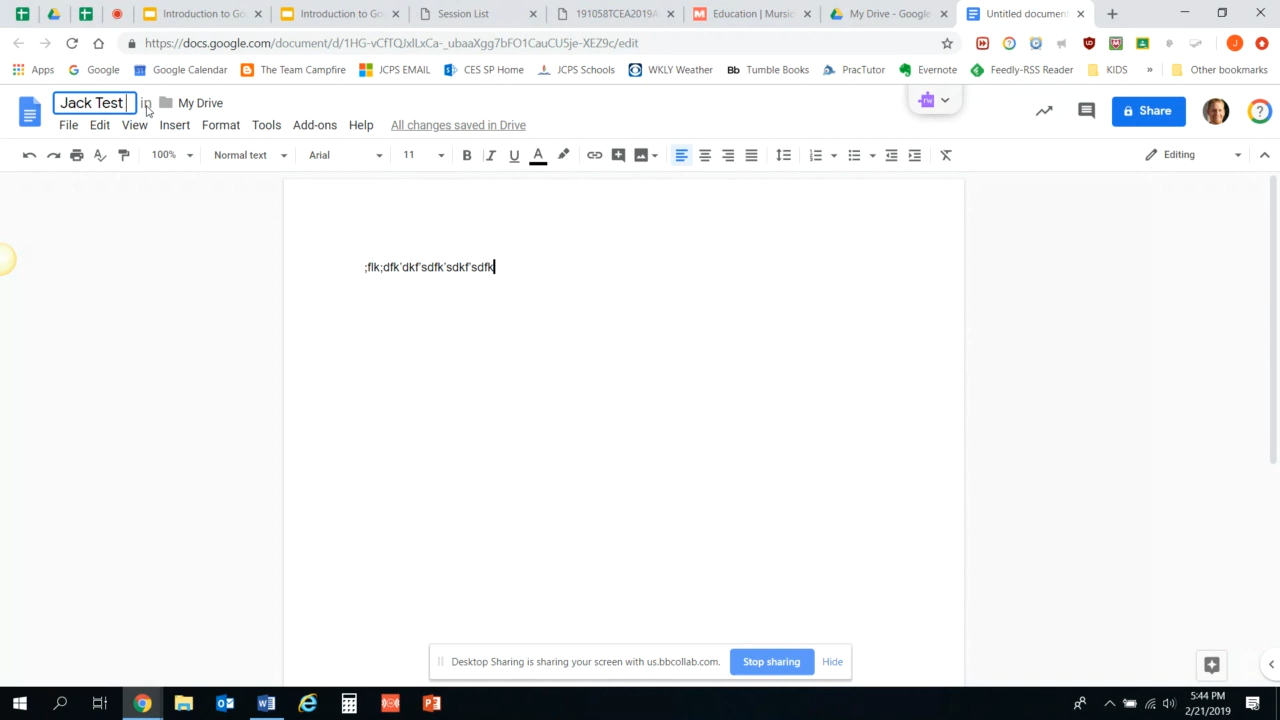 Introduction to Go
Introduction to Go
Session List
191058TCEA2019A
Education | Mursic
My Drive - Google
Untitled document
https://docs.google.com/document/d/1HG-vCfTQJxILxCa-_ubaaXgg7bFO1CauCU5je-XEZ9c/edit
Apps Google Google Calendar The Team Campfire JCPS EMAIL CES SP Home JCPS Schools WKLY Weather Bb Tumble Books PracTutor Evernote Feedly-RSS Reader KIDS » Other bookmarks
Jack Test in My Drive
File Edit View Insert Format Tools Add-ons Help All changes saved in Drive
Share
100% Normal text Arial 11 B I U A Editing
;flk;dfk'dkf'sdfk'sdkf'sdfk
Desktop Sharing is sharing your screen with us.bbcollab.com. Stop sharing Hide
5:44 PM
2/21/2019